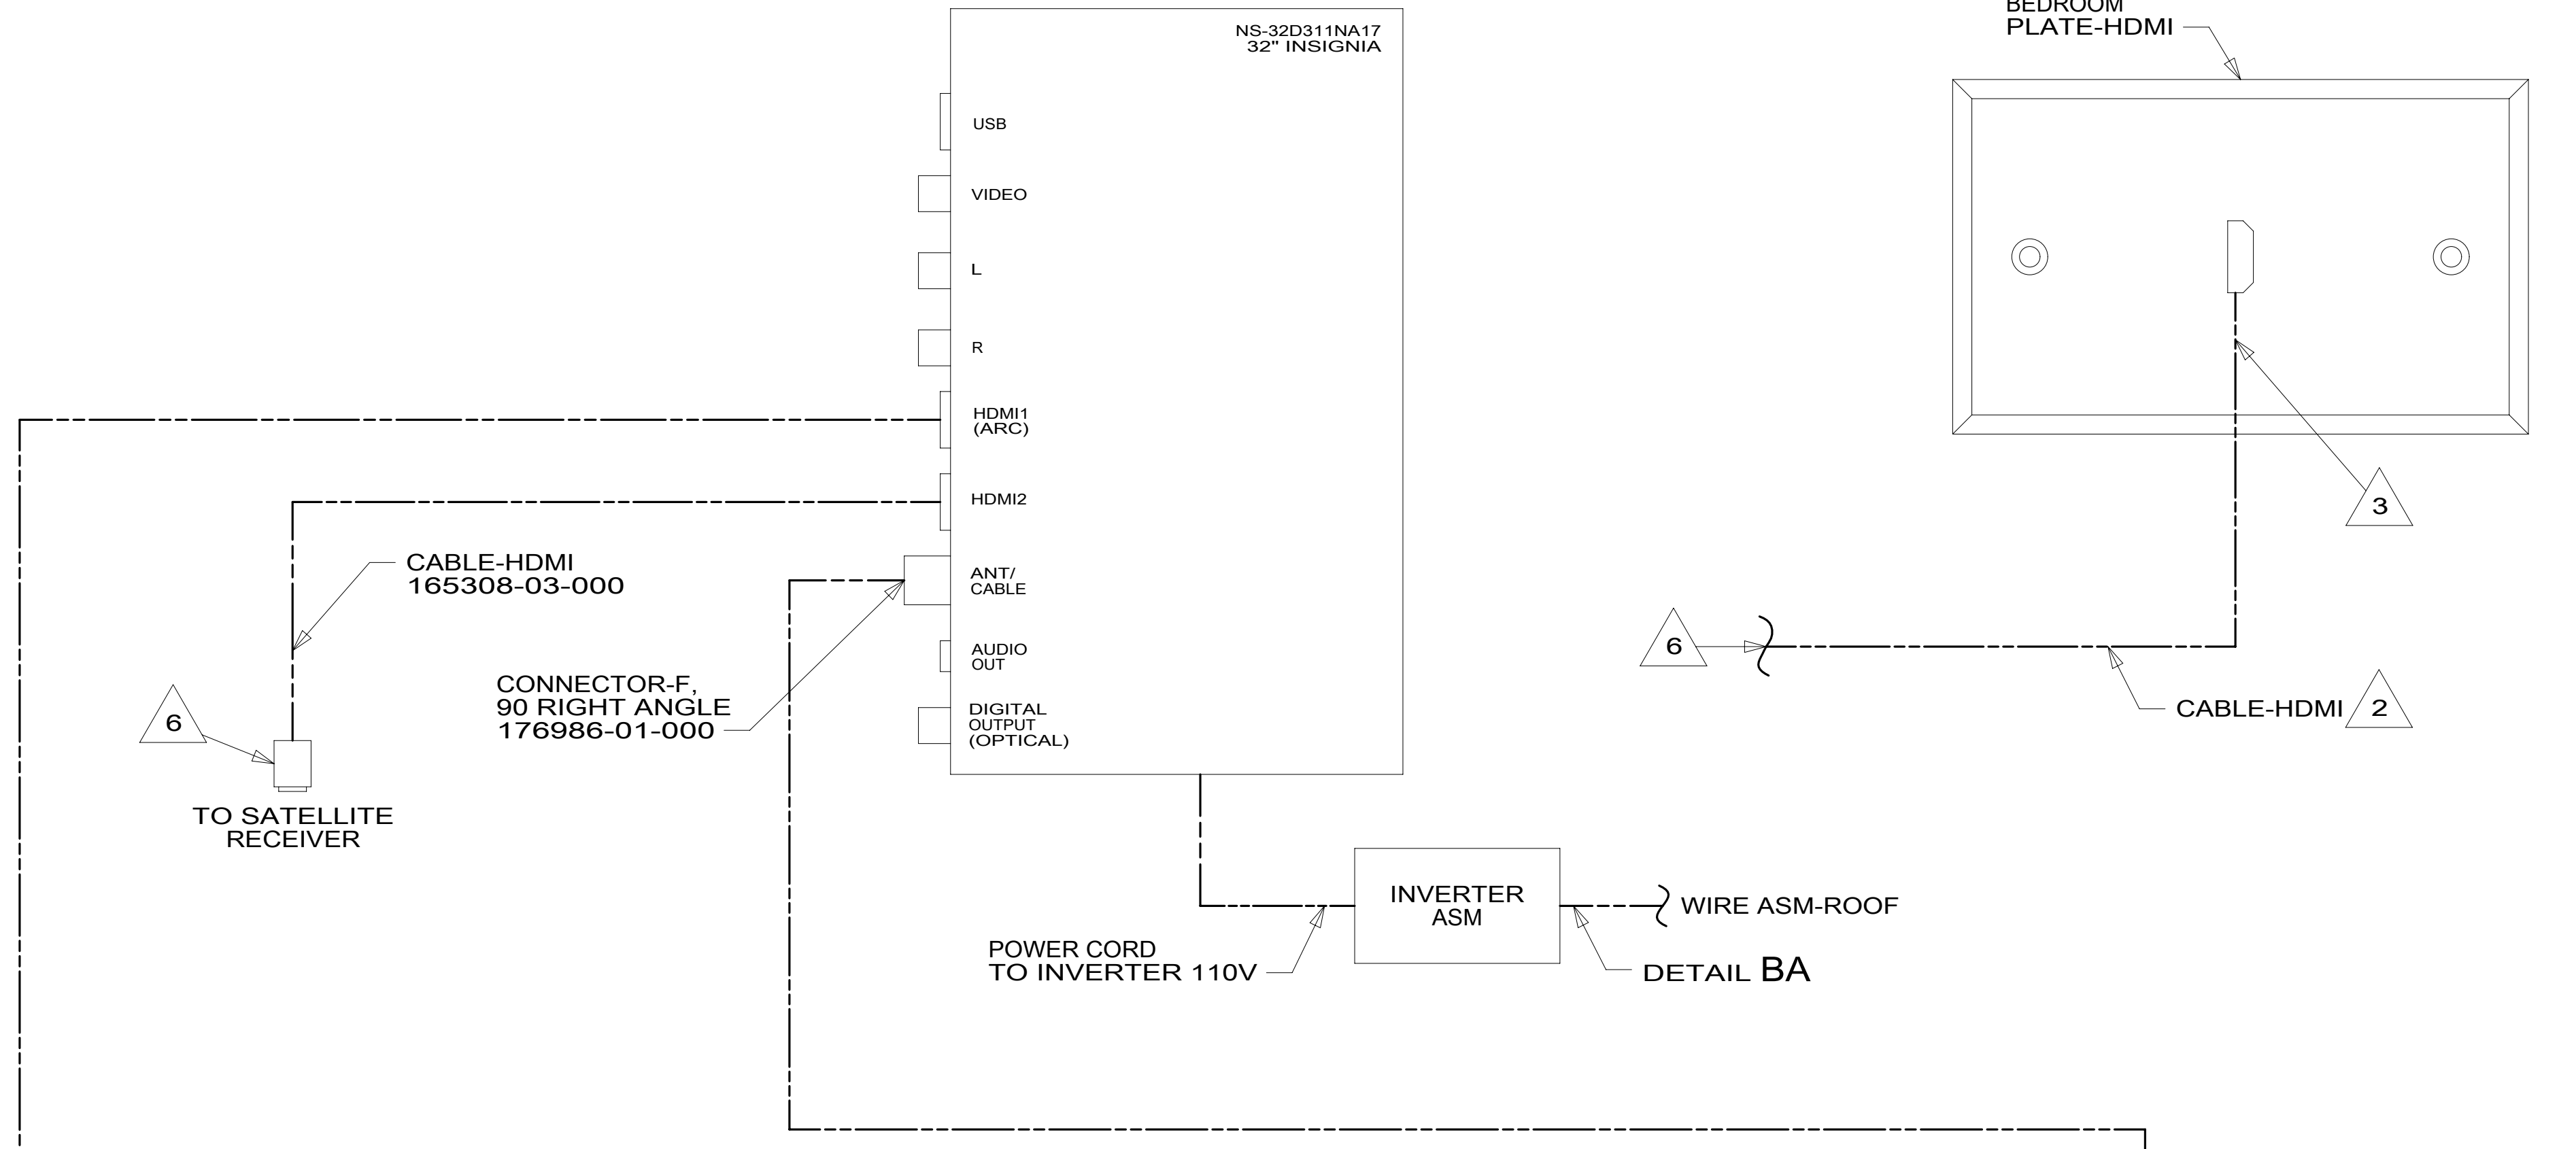 NS-32D311NA17
32" INSIGNIA
USB
VIDEO
L
R
HDMI1
(ARC)
HDMI2
ANT/
CABLE
AUDIO
OUT
DIGITAL
OUTPUT
(OPTICAL)
CABLE-HDMI
165308-03-000
CONNECTOR-F,
90 RIGHT ANGLE
176986-01-000
6
TO SATELLITE
RECEIVER
POWER CORD
TO INVERTER 110V
INVERTER
ASM
WIRE ASM-ROOF
DETAIL BA
BEDROOM
PLATE-HDMI
3
6
CABLE-HDMI 2